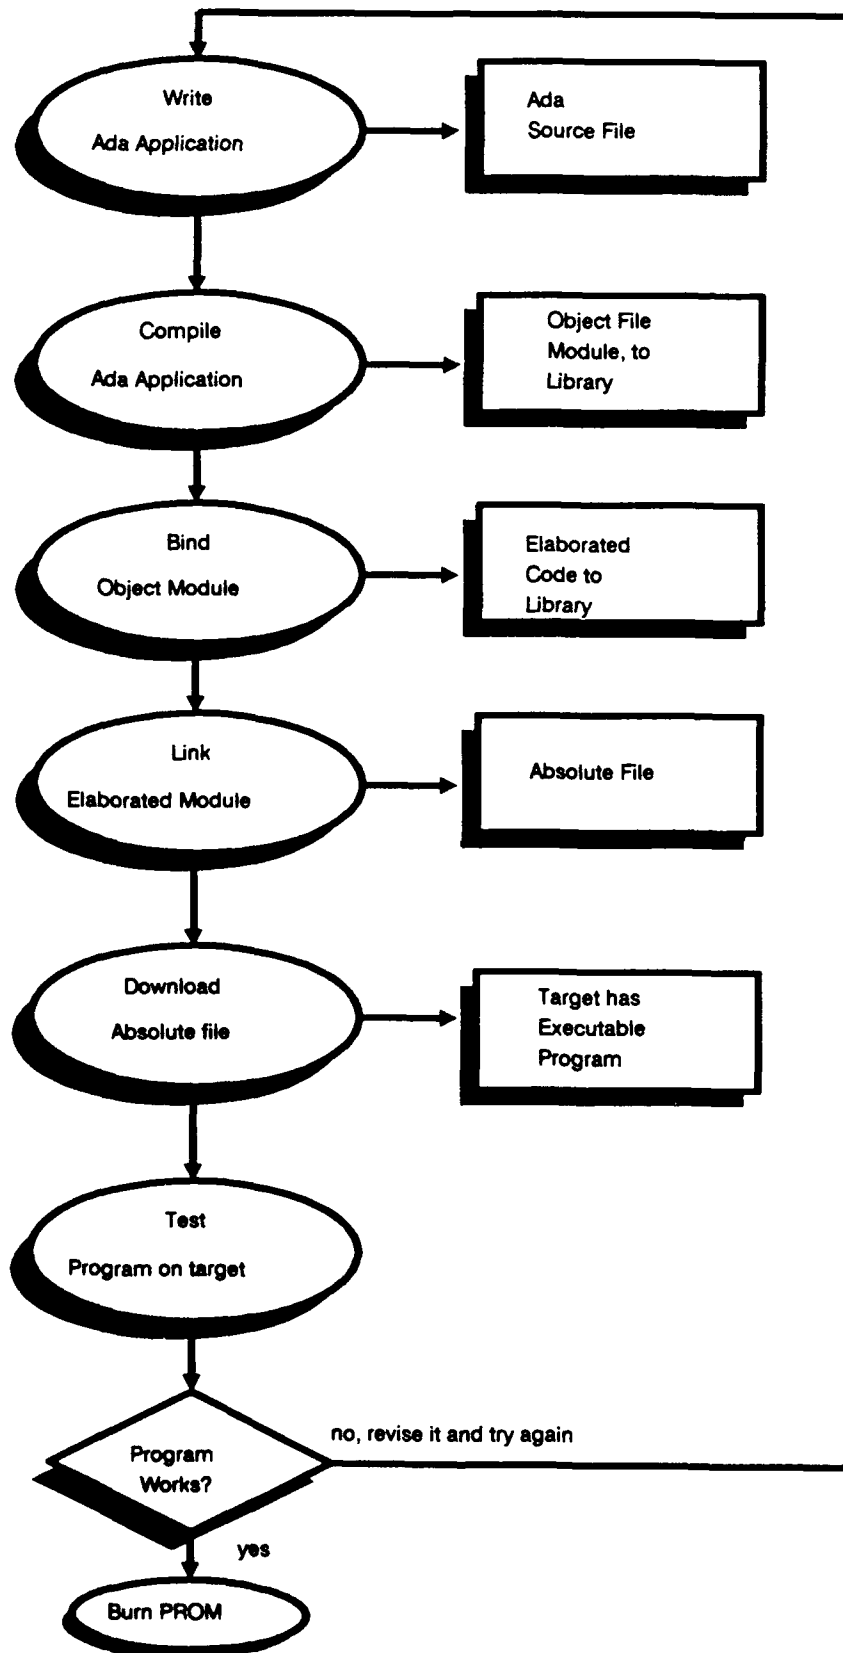 Write
Ada Application
Ada
Source File
Compile
Ada Application
Object File
Module, to
Library
Bind
Object Module
Elaborated
Code to
Library
Link
Elaborated Module
Absolute File
Download
Absolute file
Target has
Executable
Program
Test
Program on target
Program
Works?
no, revise it and try again
yes
Burn PROM